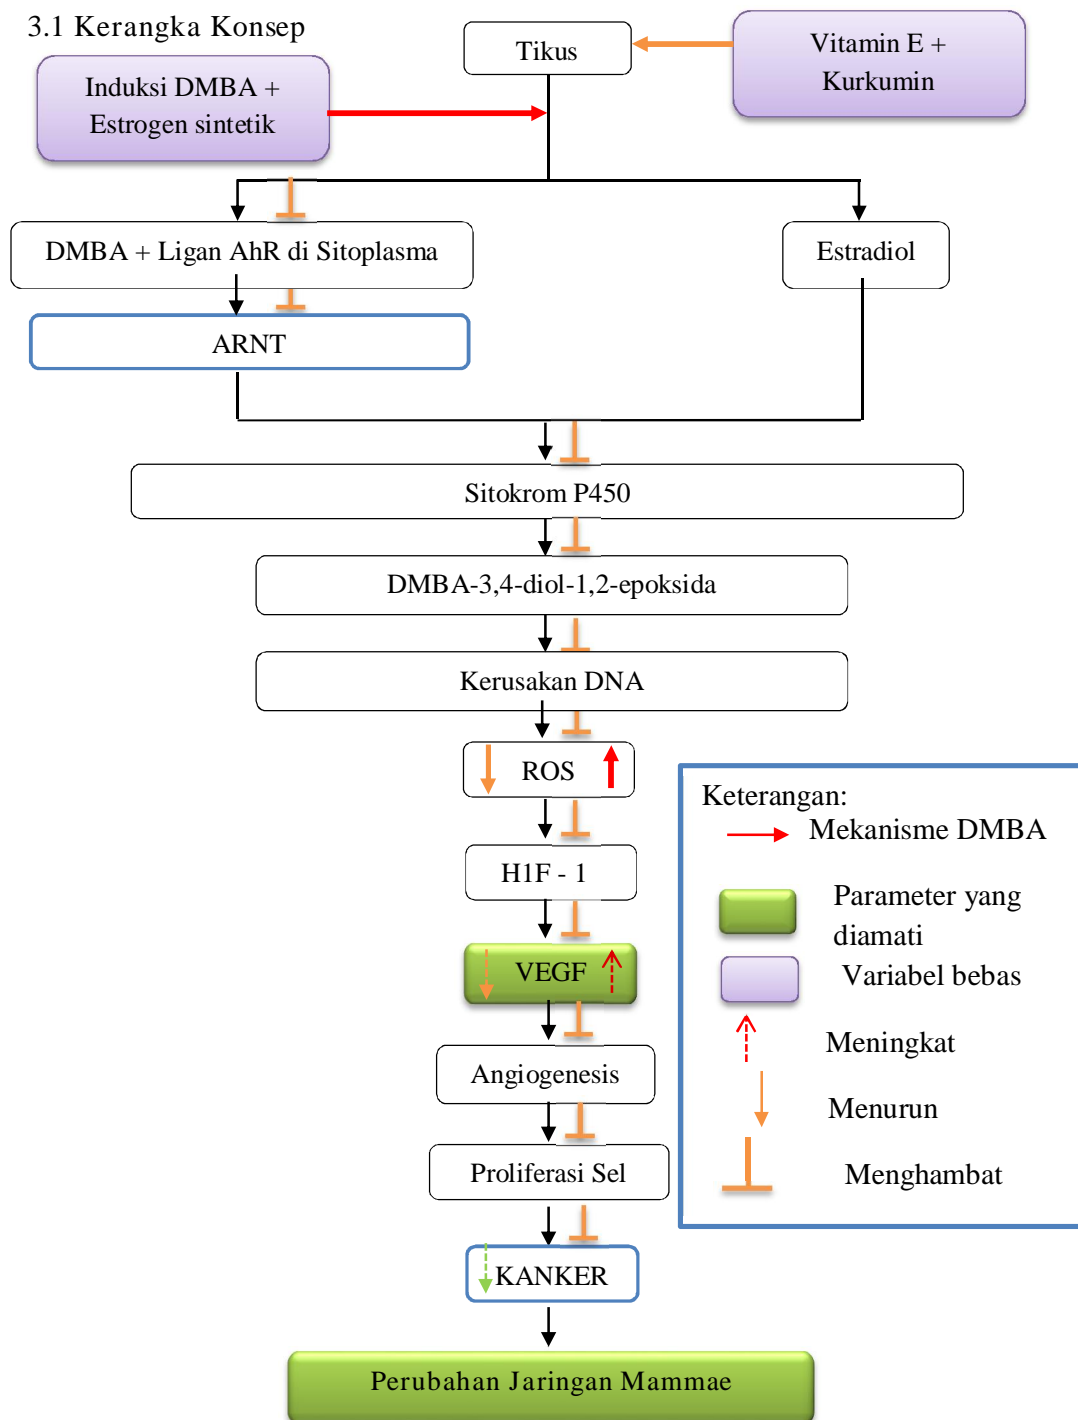 3.1 Kerangka Konsep
Tikus
Vitamin E +
Kurkumin
Induksi DMBA +
Estrogen sintetik
DMBA + Ligan AhR di Sitoplasma
Estradiol
ARNT
Sitokrom P450
DMBA-3,4-diol-1,2-epoksida
Kerusakan DNA
ROS
H1F - 1
VEGF
Angiogenesis
Proliferasi Sel
KANKER
Perubahan Jaringan Mammae
Keterangan:
Mekanisme DMBA
Parameter yang
diamati
Variabel bebas
Meningkat
Menurun
Menghambat